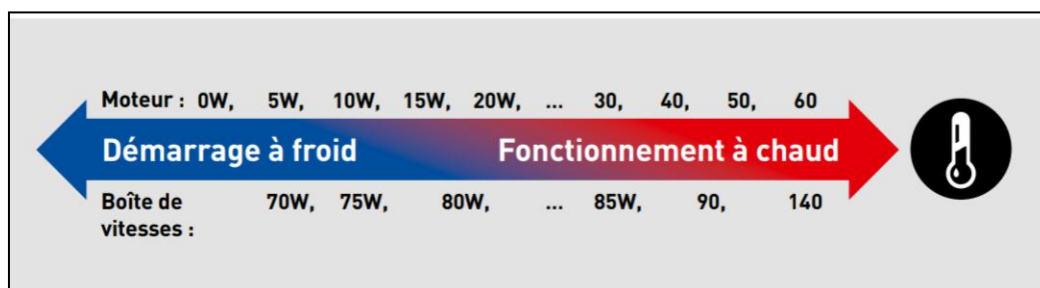 Moteur : 0W, 5W, 10W, 15W, 20W, ... 30, 40, 50, 60
Démarrage à froid Fonctionnement à chaud
Boîte de 70W, 75W, 80W, ... 85W, 90, 140
vitesses :